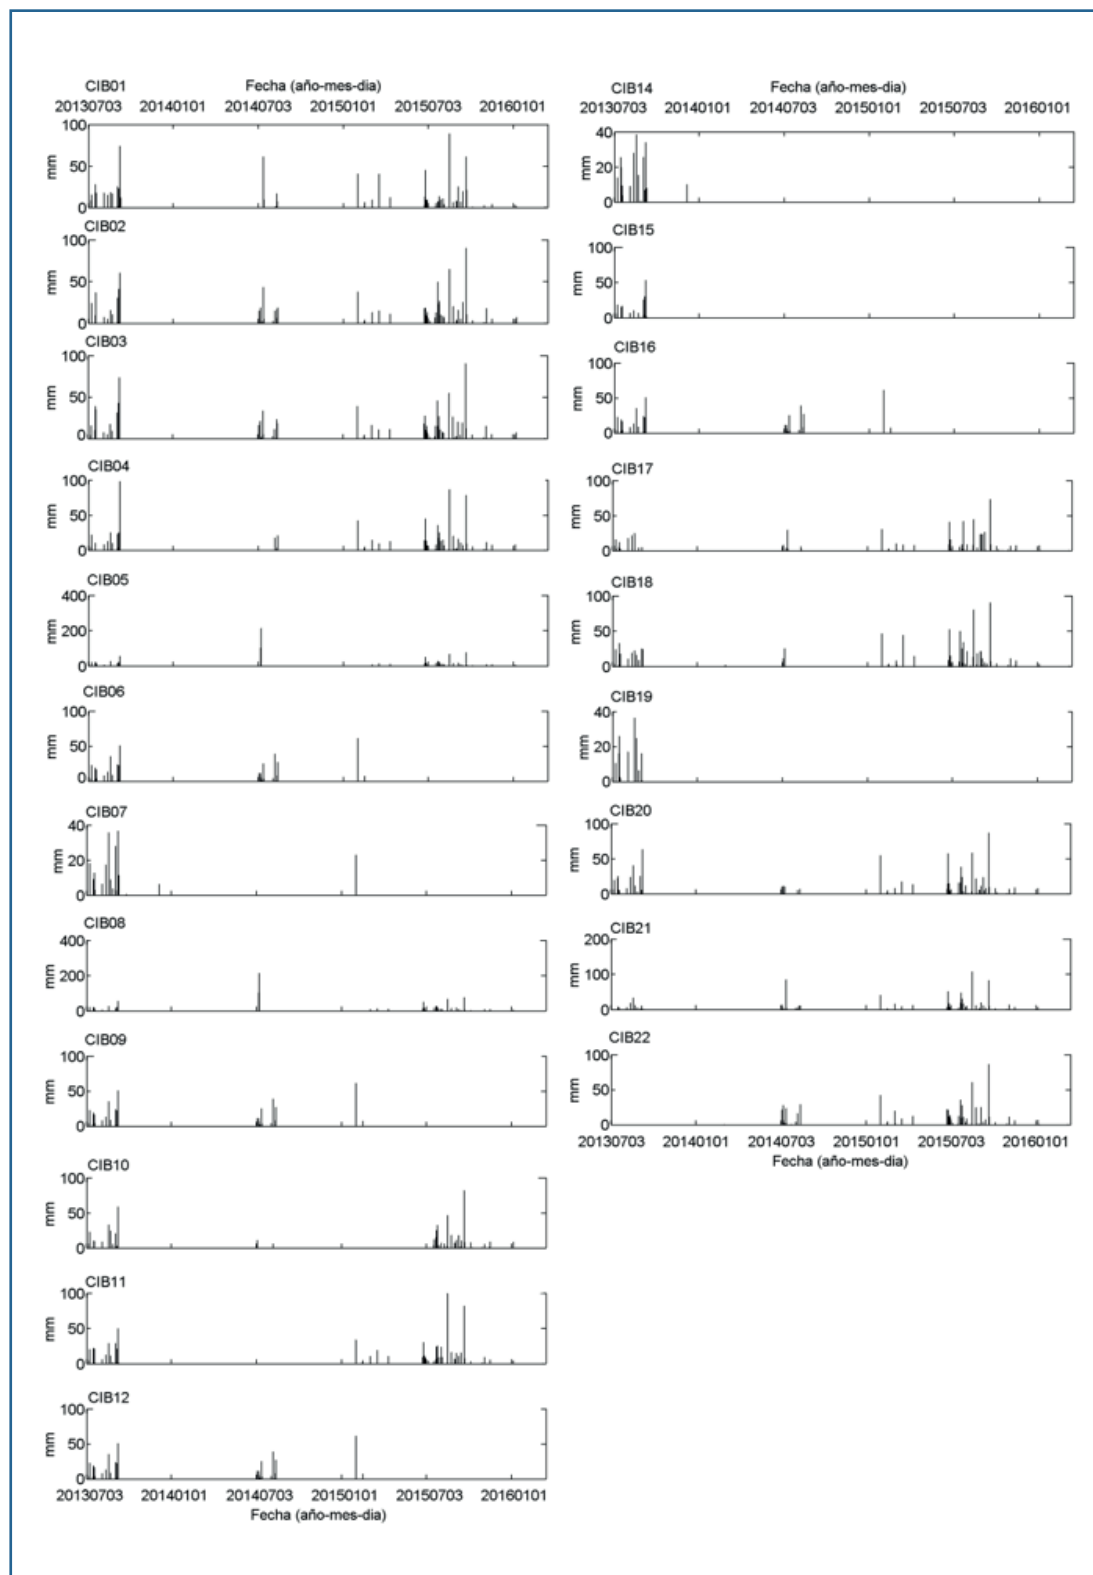 CIB01 Fecha (año-mes-dia)
20130703 20140101 20140703 20150101 20150703 20160101
100
50
0
mm
CIB02
100
50
0
mm
CIB03
100
50
0
mm
CIB04
100
50
0
mm
CIB05
400
200
0
mm
CIB06
100
50
0
mm
CIB07
40
20
0
mm
CIB08
400
200
0
mm
CIB09
100
50
0
mm
CIB10
100
50
0
mm
CIB11
100
50
0
mm
CIB12
100
50
0
mm
20130703 20140101 20140703 20150101 20150703 20160101
Fecha (año-mes-dia)
CIB14 Fecha (año-mes-dia)
20130703 20140101 20140703 20150101 20150703 20160101
40
20
0
mm
CIB15
100
50
0
mm
CIB16
100
50
0
mm
CIB17
100
50
0
mm
CIB18
100
50
0
mm
CIB19
40
20
0
mm
CIB20
100
50
0
mm
CIB21
200
100
0
mm
CIB22
100
50
0
mm
20130703 20140101 20140703 20150101 20150703 20160101
Fecha (año-mes-dia)